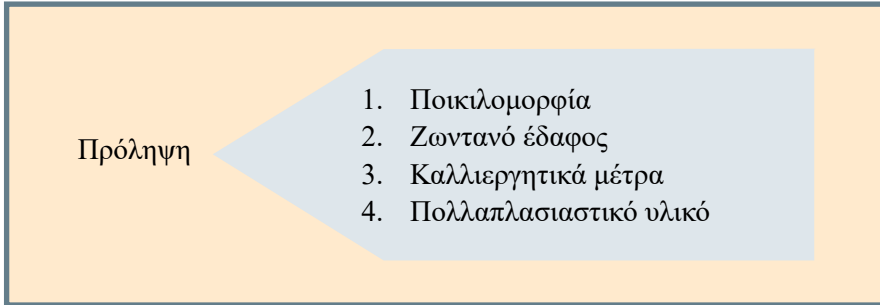 Πρόληψη
1. Ποικιλομορφία
2. Ζωντανό έδαφος
3. Καλλιεργητικά μέτρα
4. Πολλαπλασιαστικό υλικό